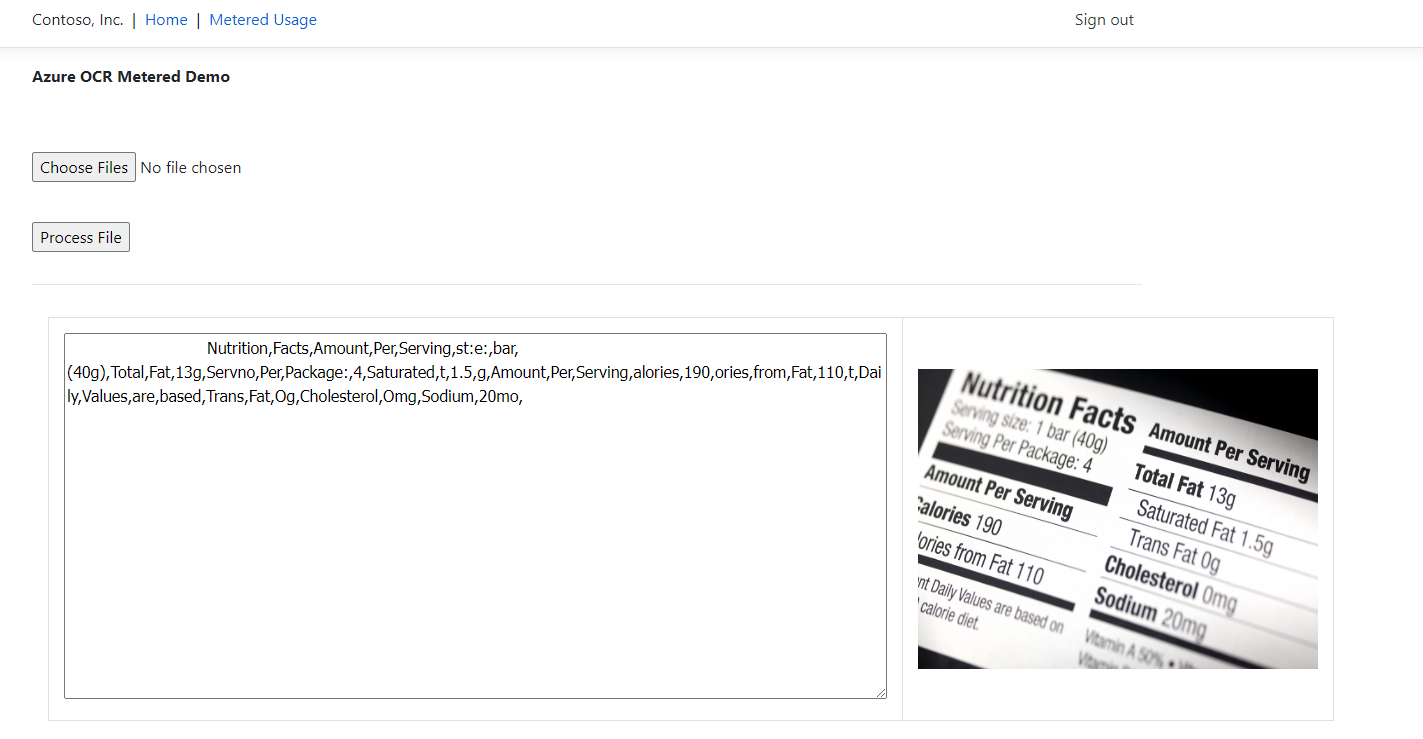 Contoso, Inc. | Home | Metered Usage
Sign out
Azure OCR Metered Demo
Choose Files No file chosen
Process File
Nutrition,Facts,Amount,Per,Serving,st:e:,bar,
(40g),Total,Fat,13g,Servno,Per,Package:,4,Saturated,t,1.5,g,Amount,Per,Serving,alories,190,ories,from,Fat,110,t,Dai
ly,Values,are,based,Trans,Fat,Og,Cholesterol,Omg,Sodium,20mo,
Nutrition Facts
Serving size: 1 bar (40g)
Serving Per Package: 4
Amount Per Serving
Calories 190
lories from Fat 110
nt Daily Values are based on
calorie diet.
Amount Per Serving
Total Fat 13g
Saturated Fat 1.5g
Trans Fat 0g
Cholesterol 0mg
Sodium 20mg
Vitamin A 50% •